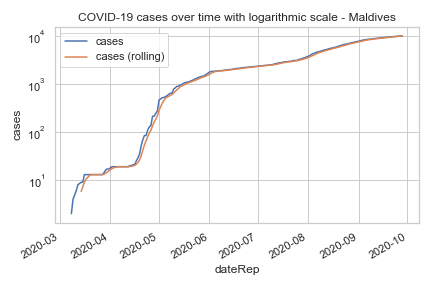 COVID-19 cases over time with logarithmic scale - Maldives
cases
cases (rolling)
10⁴
10³
10²
10¹
cases
2020-03
2020-04
2020-05
2020-06
2020-07
2020-08
2020-09
2020-10
dateRep